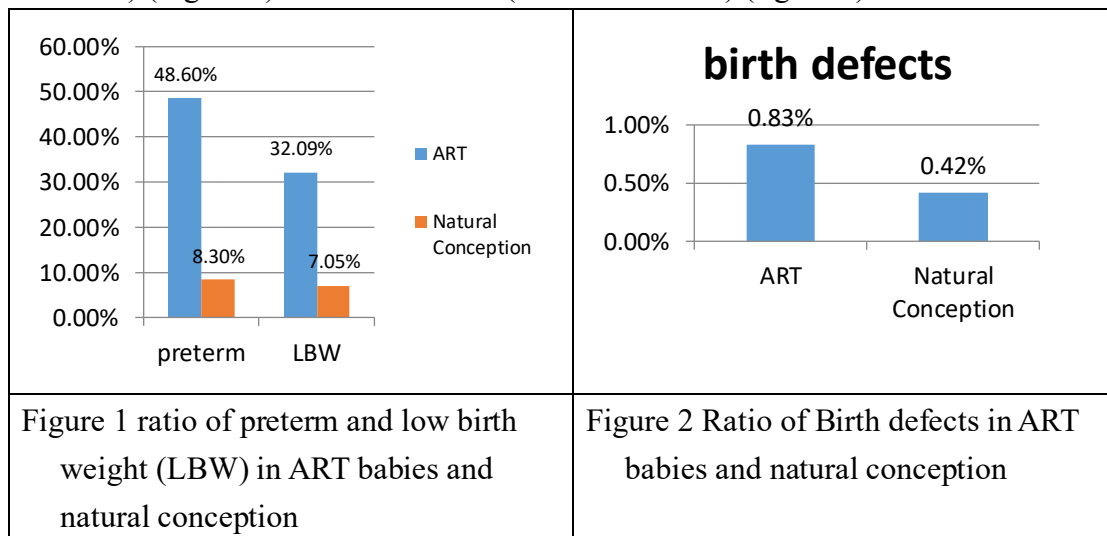 60.00%
50.00%
40.00%
30.00%
20.00%
10.00%
0.00%
48.60%
32.09%
8.30%
7.05%
preterm
LBW
ART
Natural
Conception
birth defects
1.00%
0.50%
0.00%
0.83%
0.42%
ART
Natural
Conception
Figure 1 ratio of preterm and low birth
weight (LBW) in ART babies and
natural conception
Figure 2 Ratio of Birth defects in ART
babies and natural conception